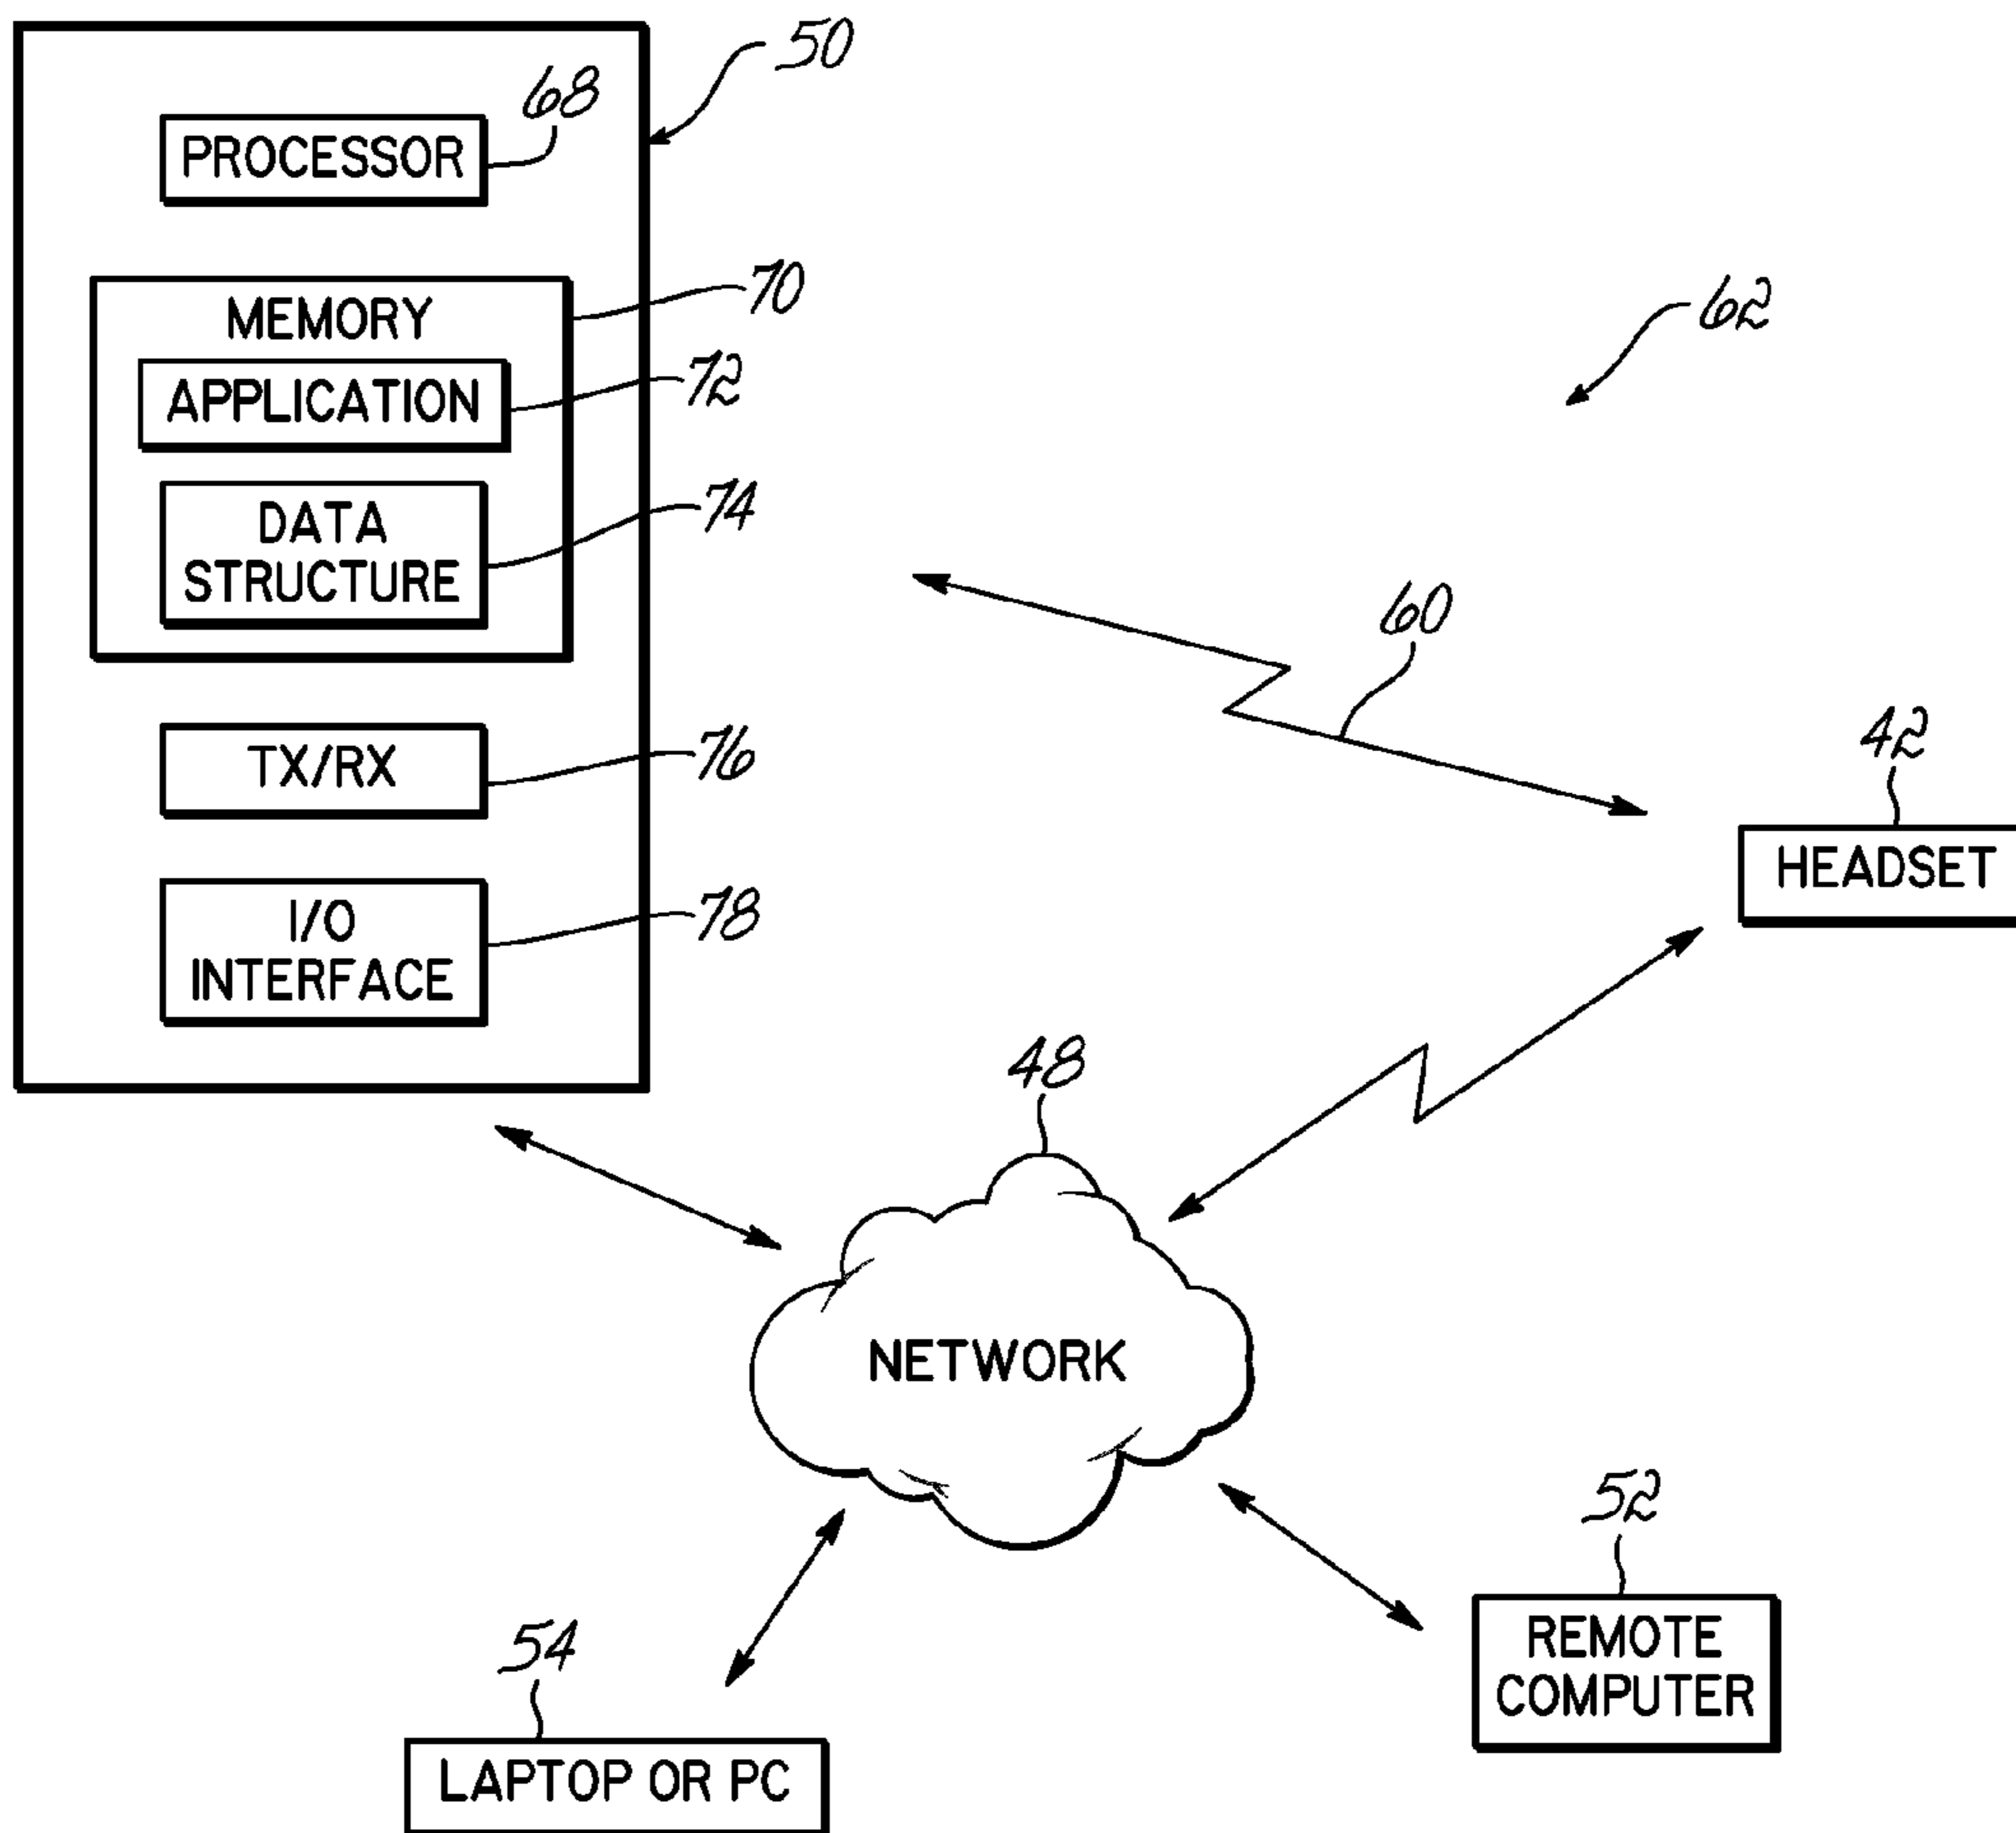 50
68
PROCESSOR
70
MEMORY
62
72
APPLICATION
74
DATA
STRUCTURE
60
76
TX/RX
42
HEADSET
78
I/O
INTERFACE
48
NETWORK
52
REMOTE
COMPUTER
54
LAPTOP OR PC